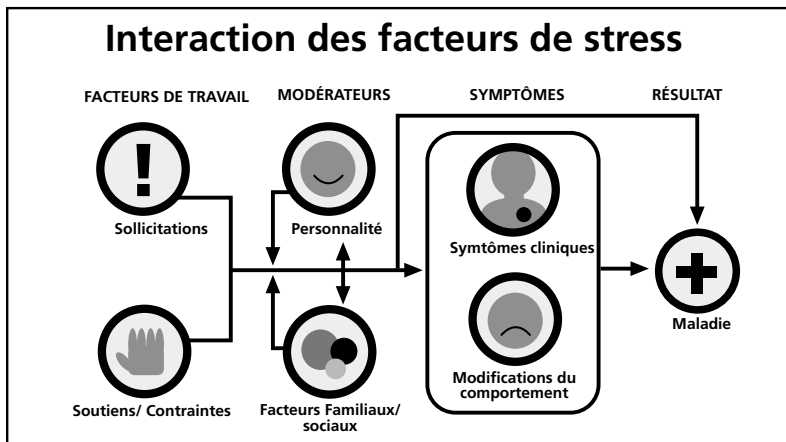 Interaction des facteurs de stress
FACTEURS DE TRAVAIL
MODÉRATEURS
SYMPTÔMES
RÉSULTAT
Sollicitations
Personnalité
Symtômes cliniques
Maladie
Soutiens/ Contraintes
Facteurs Familiaux/
sociaux
Modifications du
comportement